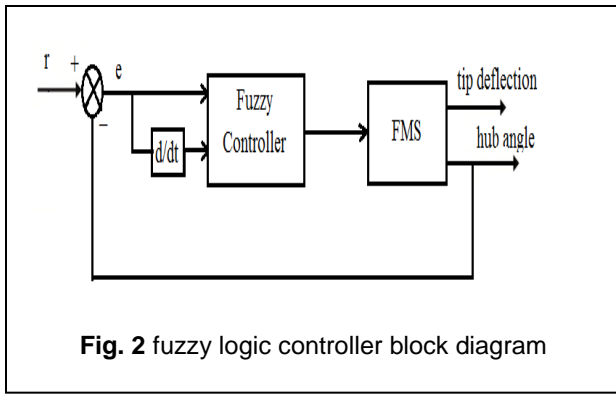 r
+
e
−
d/dt
Fuzzy
Controller
FMS
tip deflection
hub angle
Fig. 2 fuzzy logic controller block diagram